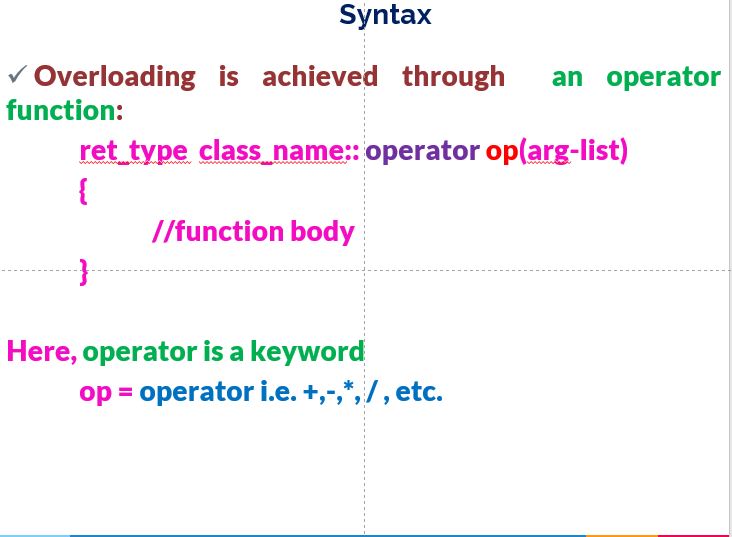 Syntax
✓ Overloading is achieved through an operator
function:
ret_type class_name:: operator op(arg-list)
{
//function body
}
Here, operator is a keyword
op = operator i.e. +,-,*, / , etc.